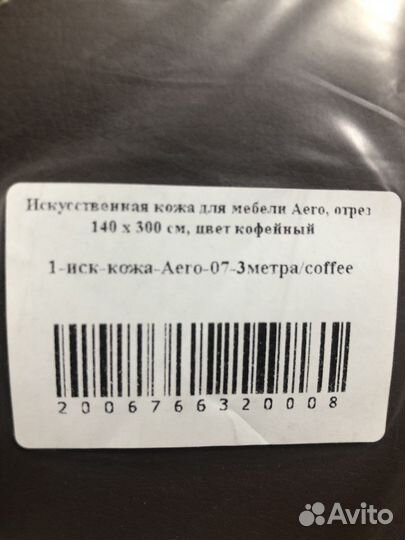 Искусственная кожа для мебели Aero, отрез
140 х 300 см, цвет кофейный
1-иск-кожа-Aero-07-3метра/coffee
2006766320008
Avito